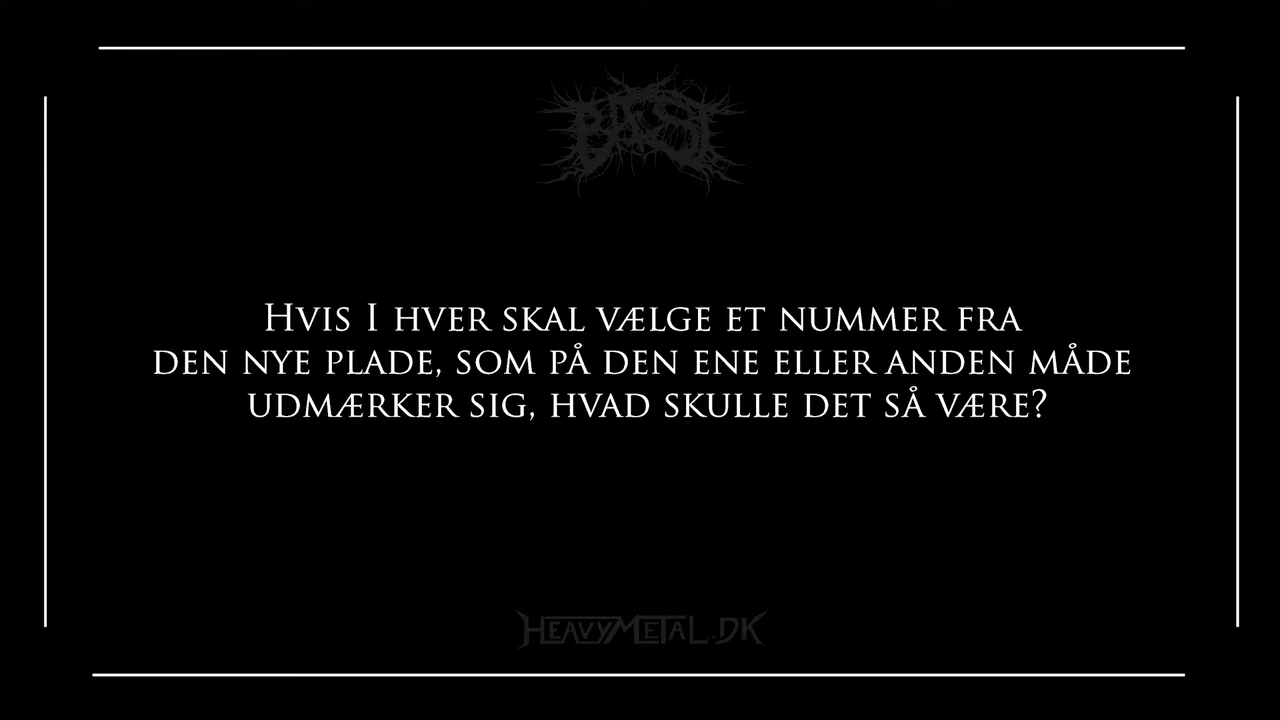 BÆST
Hvis I hver skal vælge et nummer fra
den nye plade, som på den ene eller anden måde
udmærker sig, hvad skulle det så være?
HeavyMetal.dk